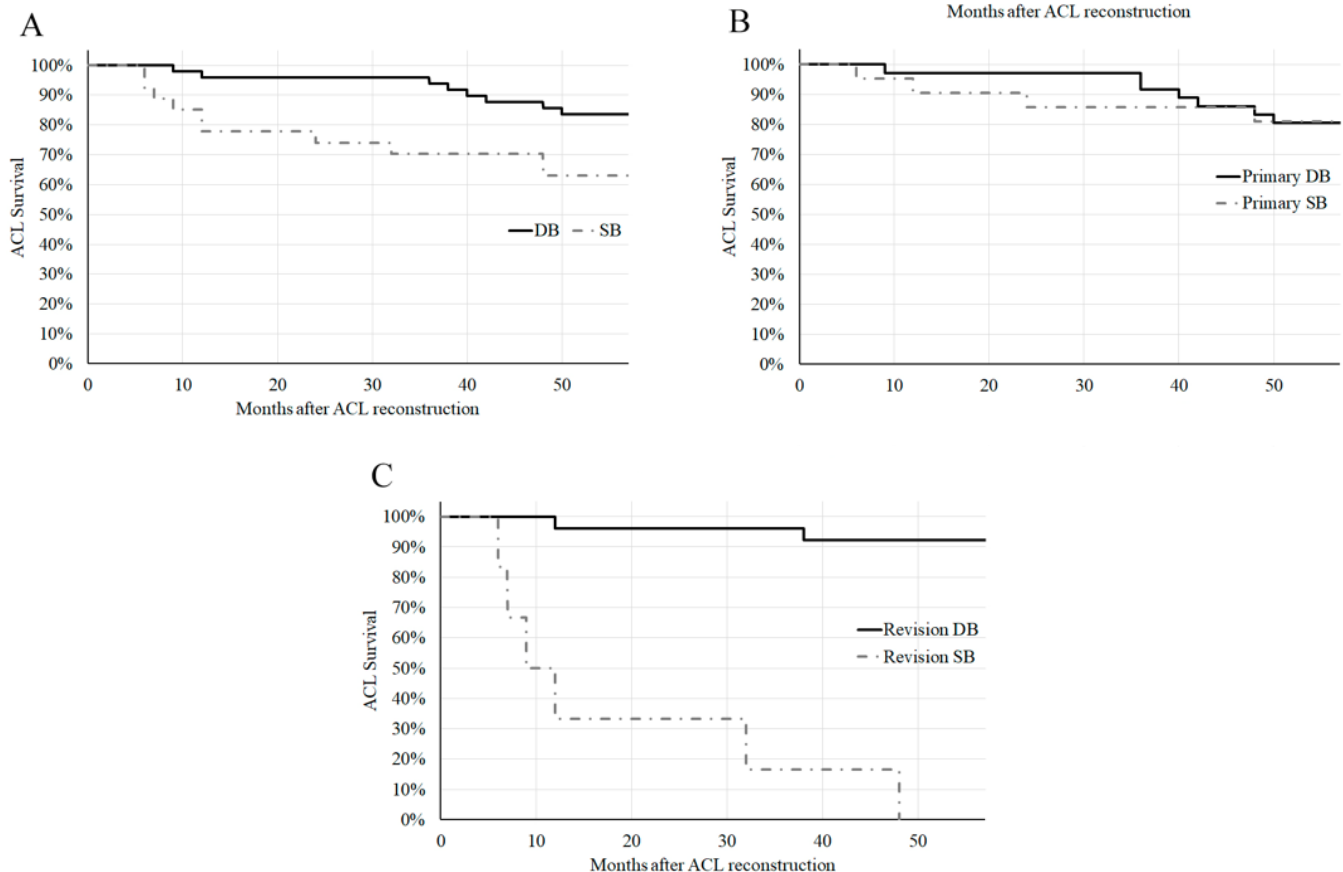 A
100%
90%
80%
70%
60%
50%
40%
30%
20%
10%
0%
ACL Survival
DB SB
0 10 20 30 40 50
Months after ACL reconstruction
Months after ACL reconstruction
B
100%
90%
80%
70%
60%
50%
40%
30%
20%
10%
0%
ACL Survival
Primary DB
Primary SB
0 10 20 30 40 50
C
100%
90%
80%
70%
60%
50%
40%
30%
20%
10%
0%
ACL Survival
Revision DB
Revision SB
0 10 20 30 40 50
Months after ACL reconstruction